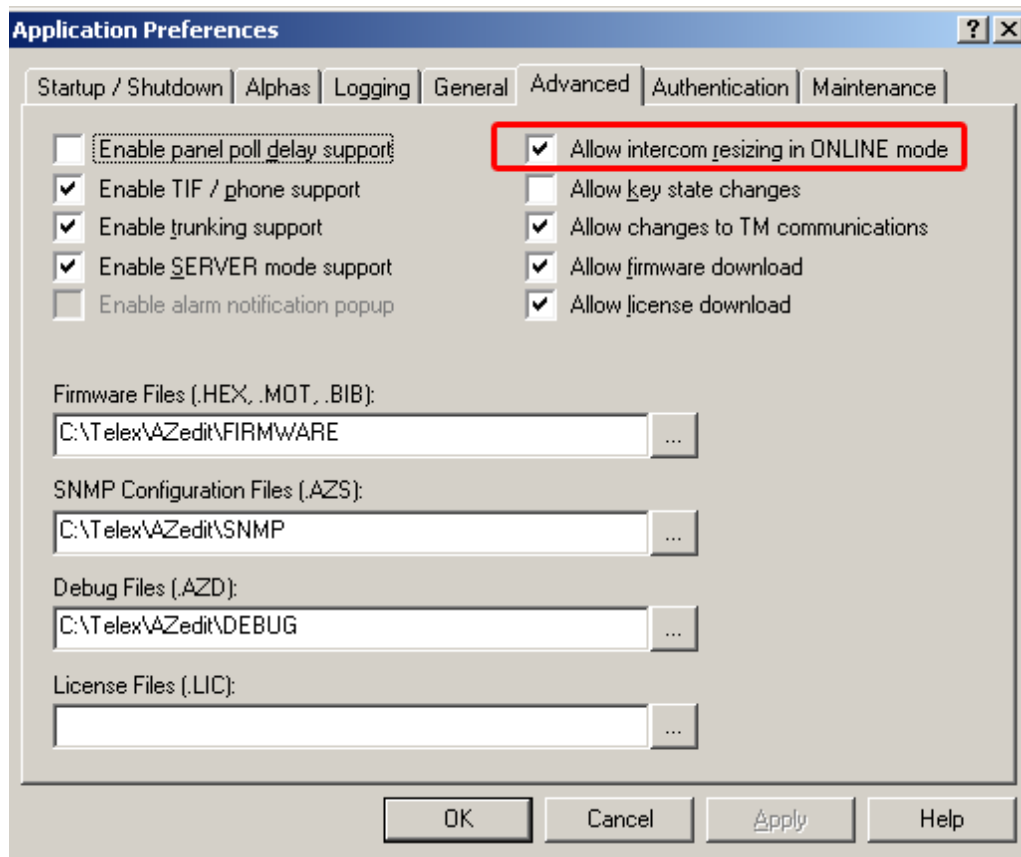 Application Preferences
Startup / Shutdown Alphas Logging General Advanced Authentication Maintenance
Enable panel poll delay support
Enable TIF / phone support
Enable trunking support
Enable SERVER mode support
Enable alarm notification popup
Allow intercom resizing in ONLINE mode
Allow key state changes
Allow changes to TM communications
Allow firmware download
Allow license download
Firmware Files (.HEX, .MOT, .BIB):
C:\Telex\AZedit\FIRMWARE
...
SNMP Configuration Files (.AZS):
C:\Telex\AZedit\SNMP
...
Debug Files (.AZD):
C:\Telex\AZedit\DEBUG
...
License Files (.LIC):
...
OK Cancel Apply Help